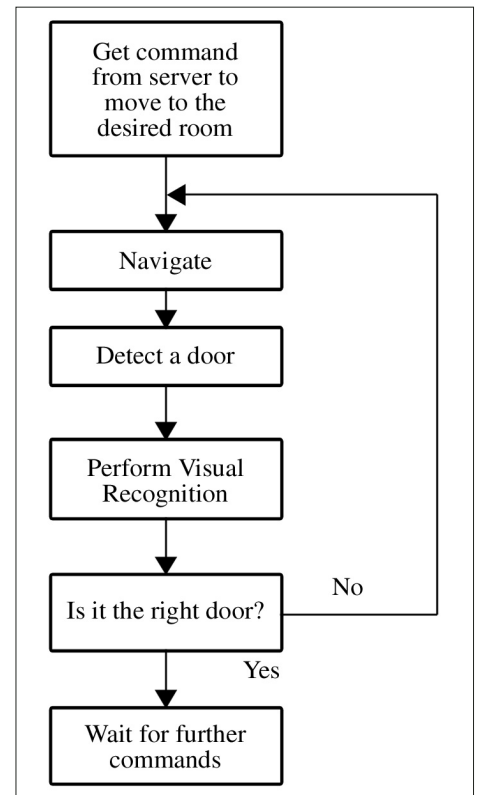 Get command
from server to
move to the
desired room
Navigate
Detect a door
Perform Visual
Recognition
Is it the right door?
No
Yes
Wait for further
commands